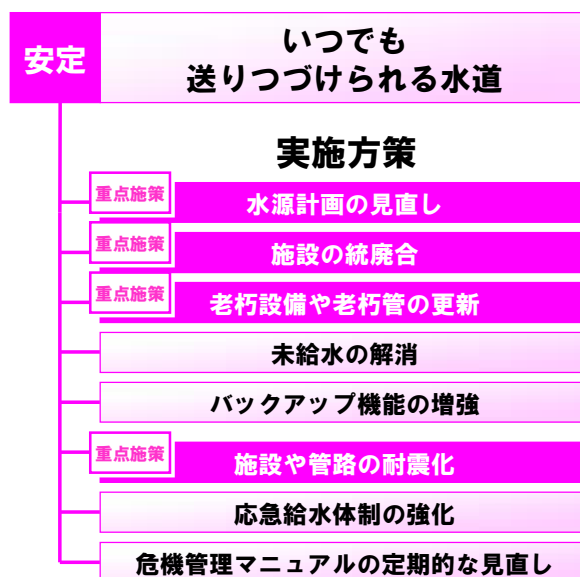 安定
いつでも
送りつづけられる水道
実施方策
重点施策
水源計画の見直し
重点施策
施設の統廃合
重点施策
老朽設備や老朽管の更新
未給水の解消
バックアップ機能の増強
重点施策
施設や管路の耐震化
応急給水体制の強化
危機管理マニュアルの定期的な見直し